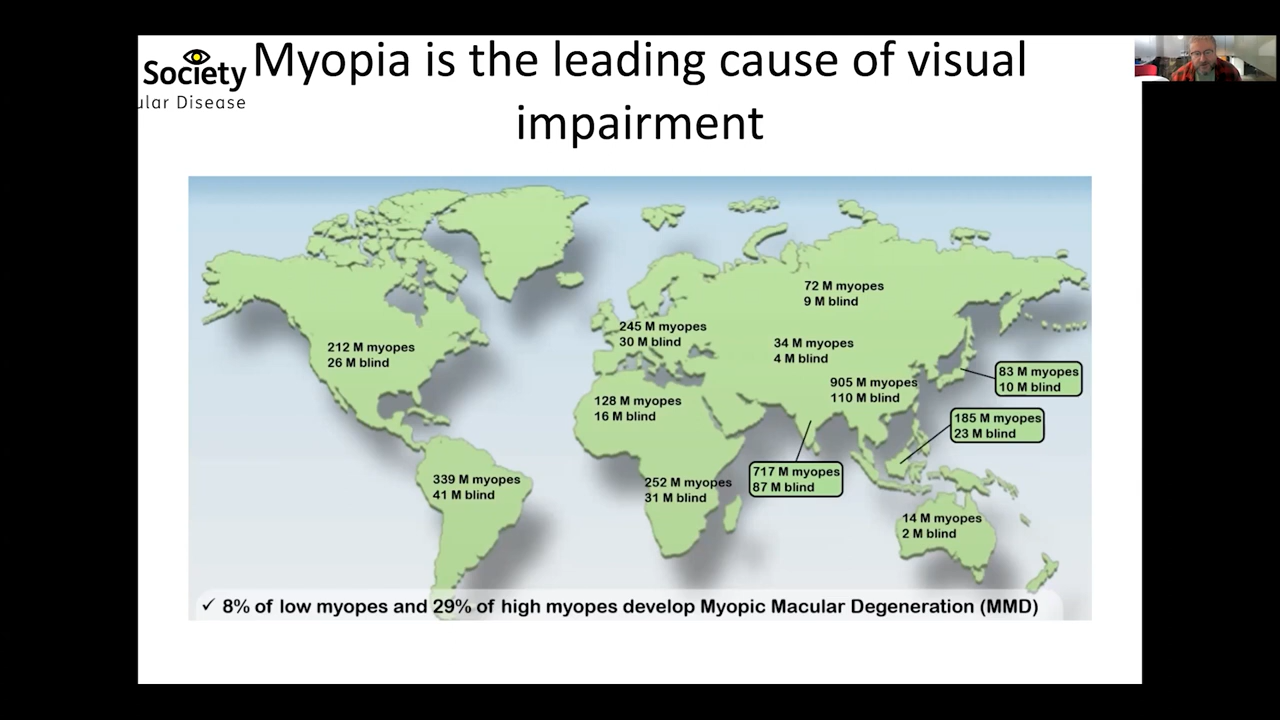 Society
ular Disease
Myopia is the leading cause of visual
impairment
72 M myopes
9 M blind
245 M myopes
30 M blind
212 M myopes
26 M blind
34 M myopes
4 M blind
83 M myopes
10 M blind
905 M myopes
110 M blind
128 M myopes
16 M blind
185 M myopes
23 M blind
717 M myopes
87 M blind
339 M myopes
41 M blind
252 M myopes
31 M blind
14 M myopes
2 M blind
✓ 8% of low myopes and 29% of high myopes develop Myopic Macular Degeneration (MMD)